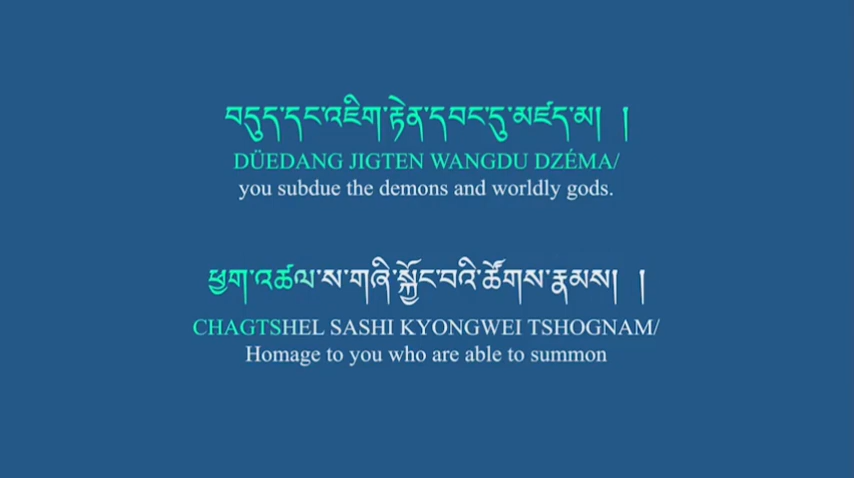 བདུད་དང་འཇིག་རྟེན་དབང་དུ་མཛད་མ། །
DÜEDANG JIGTEN WANGDU DZÉMA/
you subdue the demons and worldly gods.
ཕྱག་འཚལ་ས་གཞི་སྐྱོང་བའི་ཚོགས་རྣམས། །
CHAGTSHEL SASHI KYONGWEI TSHOGNAM/
Homage to you who are able to summon